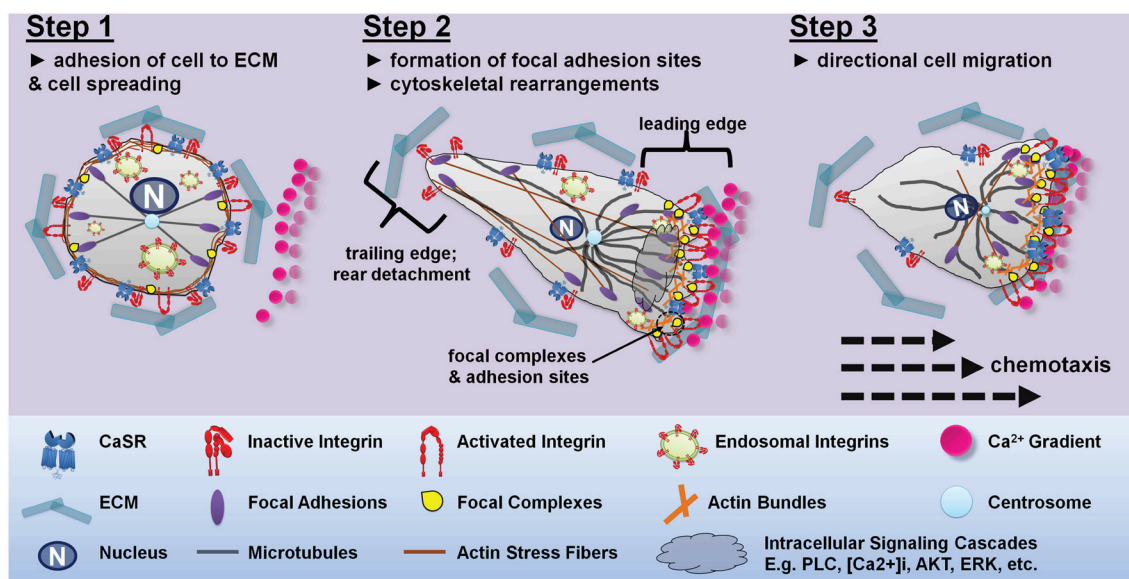 Step 1
► adhesion of cell to ECM
& cell spreading
N
Step 2
► formation of focal adhesion sites
► cytoskeletal rearrangements
leading edge
N
trailing edge;
rear detachment
focal complexes
& adhesion sites
Step 3
► directional cell migration
N
chemotaxis
CaSR
Inactive Integrin
Activated Integrin
Endosomal Integrins
Ca²⁺ Gradient
ECM
Focal Adhesions
Focal Complexes
Actin Bundles
Centrosome
N
Nucleus
Microtubules
Actin Stress Fibers
Intracellular Signaling Cascades
E.g. PLC, [Ca2+]i, AKT, ERK, etc.